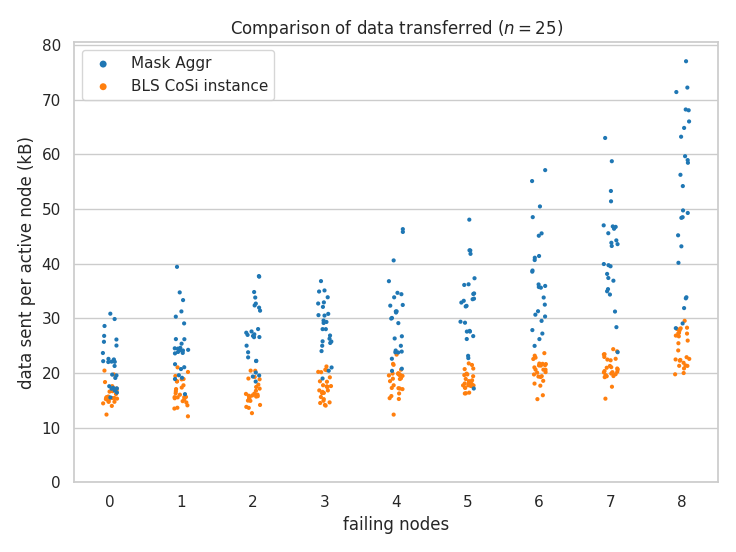 Comparison of data transferred (n = 25)
Mask Aggr
BLS CoSi instance
data sent per active node (kB)
80
70
60
50
40
30
20
10
0
0 1 2 3 4 5 6 7 8
failing nodes